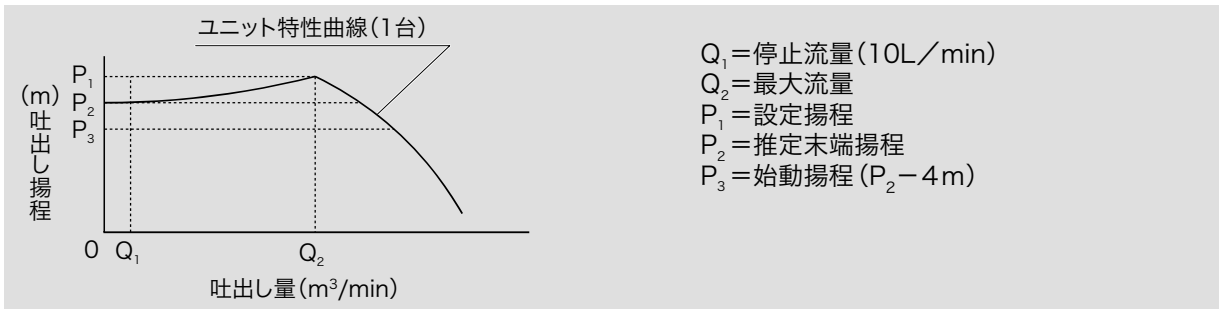 ユニット特性曲線（1台）
（m）
吐出し揚程
P₁
P₂
P₃
0 Q₁ Q₂
吐出し量（m³/min）
Q₁＝停止流量（10L／min）
Q₂＝最大流量
P₁＝設定揚程
P₂＝推定末端揚程
P₃＝始動揚程（P₂－4m）